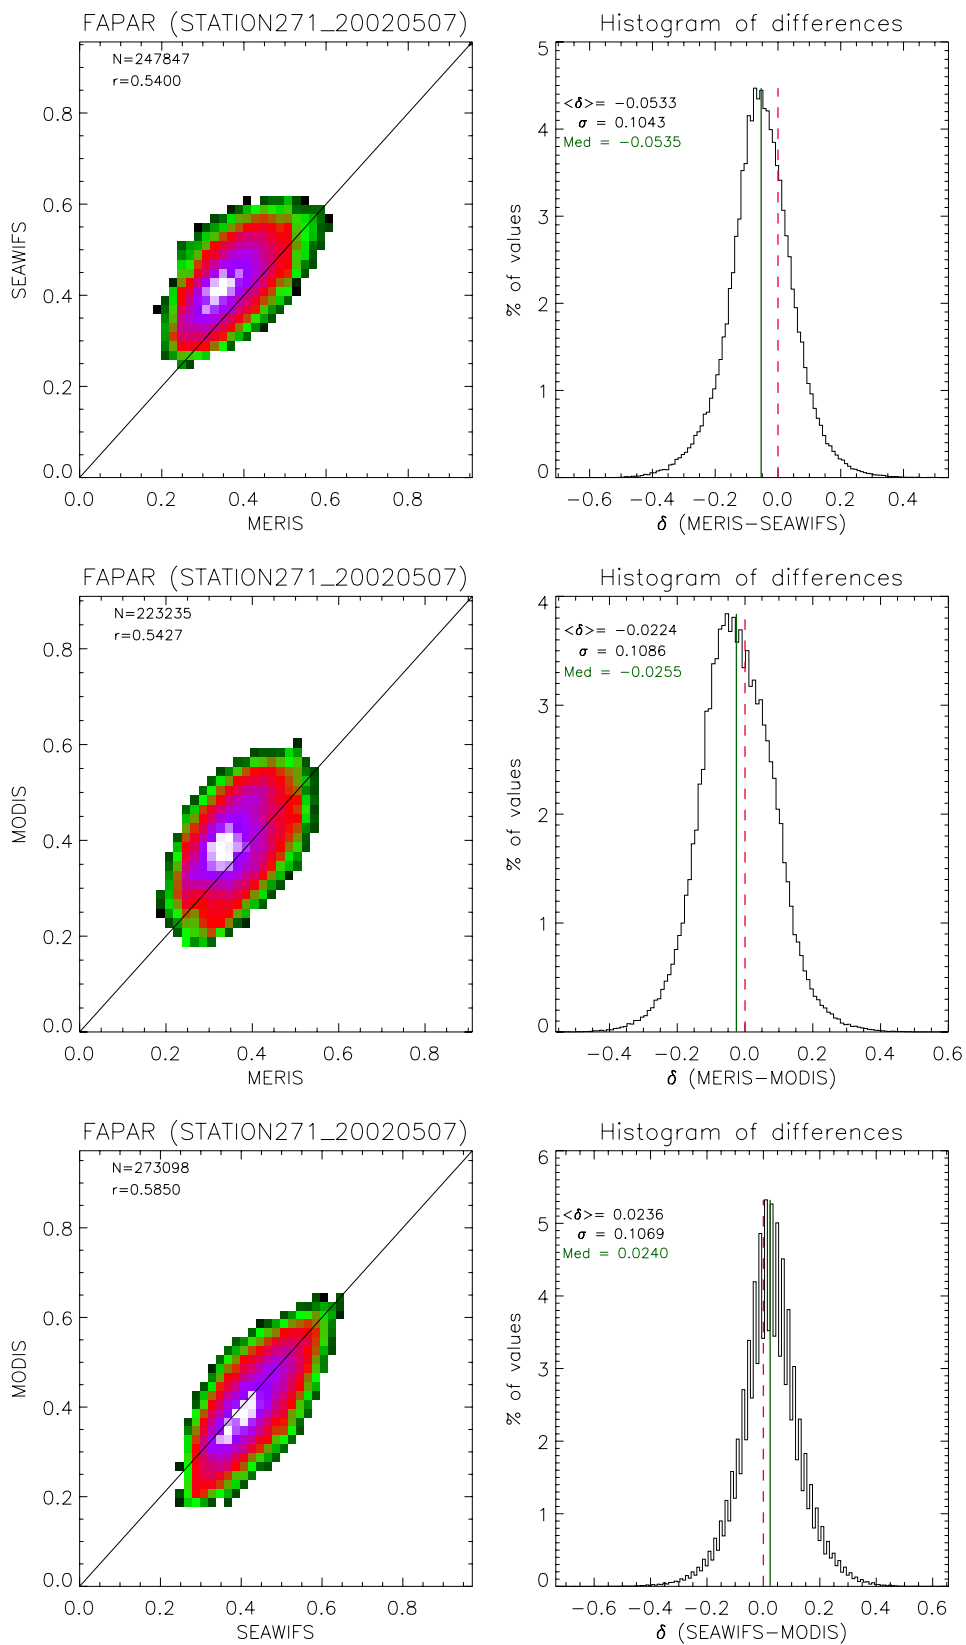 FAPAR (STATION271_20020507)
N=247847
r=0.5400
0.8
0.6
0.4
0.2
0.0
SEAWIFS
0.0 0.2 0.4 0.6 0.8
MERIS
Histogram of differences
<δ>= −0.0533
σ = 0.1043
Med = −0.0535
5
4
3
2
1
0
% of values
−0.6 −0.4 −0.2 0.0 0.2 0.4
δ (MERIS−SEAWIFS)
FAPAR (STATION271_20020507)
N=223235
r=0.5427
0.8
0.6
0.4
0.2
0.0
MODIS
0.0 0.2 0.4 0.6 0.8
MERIS
Histogram of differences
<δ>= −0.0224
σ = 0.1086
Med = −0.0255
4
3
2
1
0
% of values
−0.4 −0.2 0.0 0.2 0.4 0.6
δ (MERIS−MODIS)
FAPAR (STATION271_20020507)
N=273098
r=0.5850
0.8
0.6
0.4
0.2
0.0
MODIS
0.0 0.2 0.4 0.6 0.8
SEAWIFS
Histogram of differences
<δ>= 0.0236
σ = 0.1069
Med = 0.0240
6
5
4
3
2
1
0
% of values
−0.6 −0.4 −0.2 0.0 0.2 0.4 0.6
δ (SEAWIFS−MODIS)